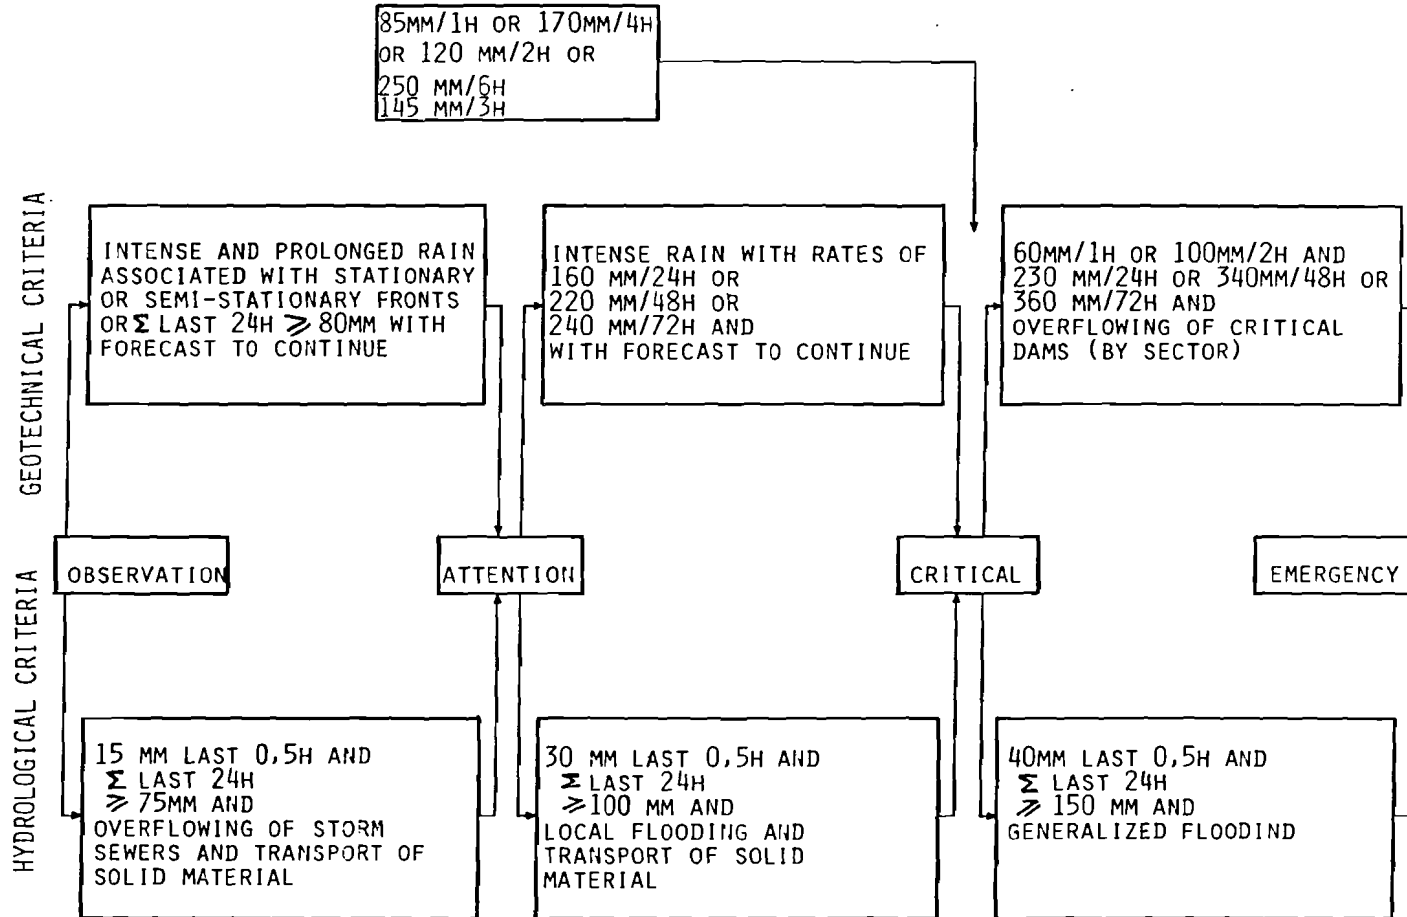 85MM/1H OR 170MM/4H
OR 120 MM/2H OR
250 MM/6H
145 MM/3H
GEOTECHNICAL CRITERIA
INTENSE AND PROLONGED RAIN
ASSOCIATED WITH STATIONARY
OR SEMI-STATIONARY FRONTS
OR Σ LAST 24H ⩾ 80MM WITH
FORECAST TO CONTINUE
INTENSE RAIN WITH RATES OF
160 MM/24H OR
220 MM/48H OR
240 MM/72H AND
WITH FORECAST TO CONTINUE
60MM/1H OR 100MM/2H AND
230 MM/24H OR 340MM/48H OR
360 MM/72H AND
OVERFLOWING OF CRITICAL
DAMS (BY SECTOR)
OBSERVATION
ATTENTION
CRITICAL
EMERGENCY
HYDROLOGICAL CRITERIA
15 MM LAST 0,5H AND
Σ LAST 24H
⩾ 75MM AND
OVERFLOWING OF STORM
SEWERS AND TRANSPORT OF
SOLID MATERIAL
30 MM LAST 0,5H AND
Σ LAST 24H
⩾100 MM AND
LOCAL FLOODING AND
TRANSPORT OF SOLID
MATERIAL
40MM LAST 0,5H AND
Σ LAST 24H
⩾ 150 MM AND
GENERALIZED FLOODIND